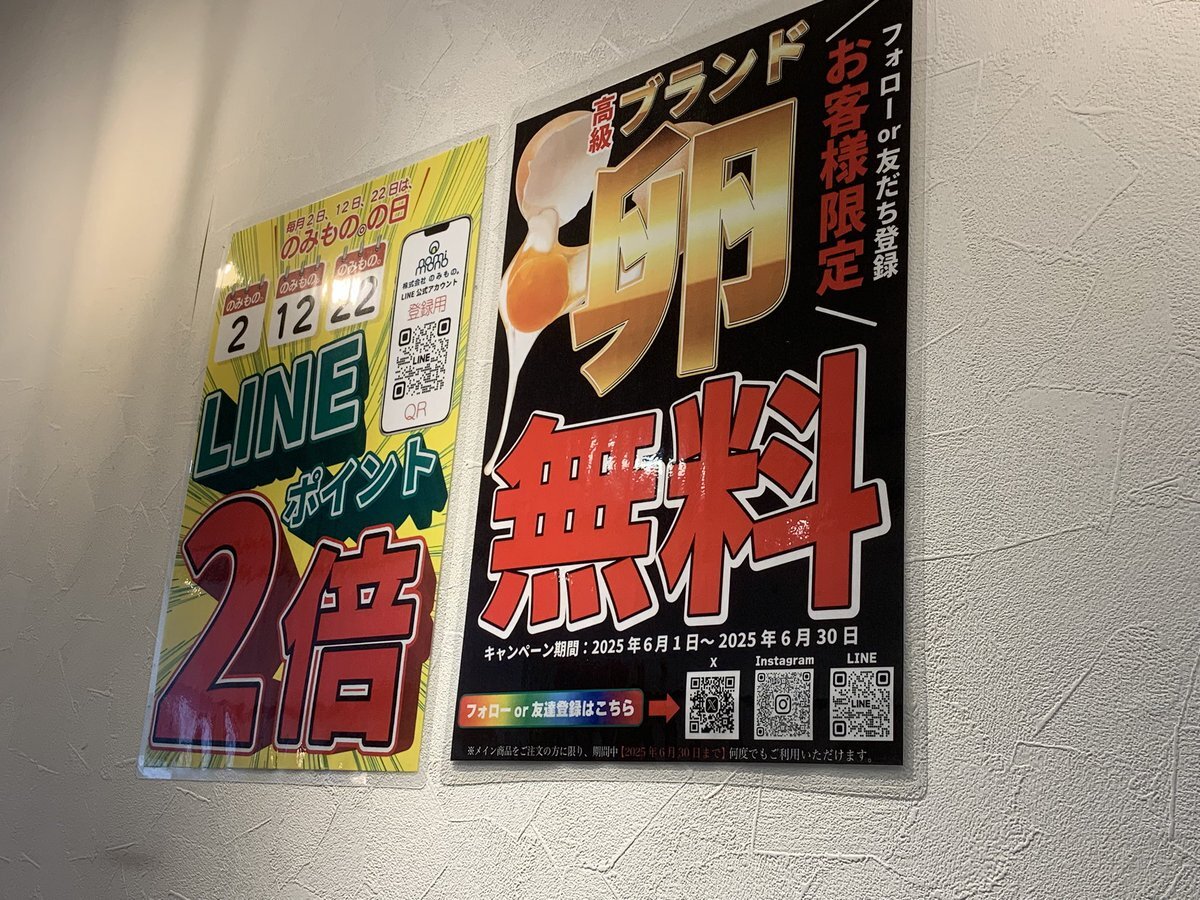 毎月2日、12日、22日は、
のみもの。の日
のみもの。
2
のみもの。
12
のみもの。
22
nomi
mono
株式会社 のみもの。
LINE 公式アカウント
登録用
LINE
QR
LINE
ポイント
2倍
フォロー or 友だち登録
お客様限定
高級
ブランド
卵
無料
キャンペーン期間：2025年6月1日〜2025年6月30日
X
Instagram
LINE
フォロー or 友達登録はこちら
LINE
※メイン商品をご注文の方に限り、期間中【2025年6月30日まで】何度でもご利用いただけます。